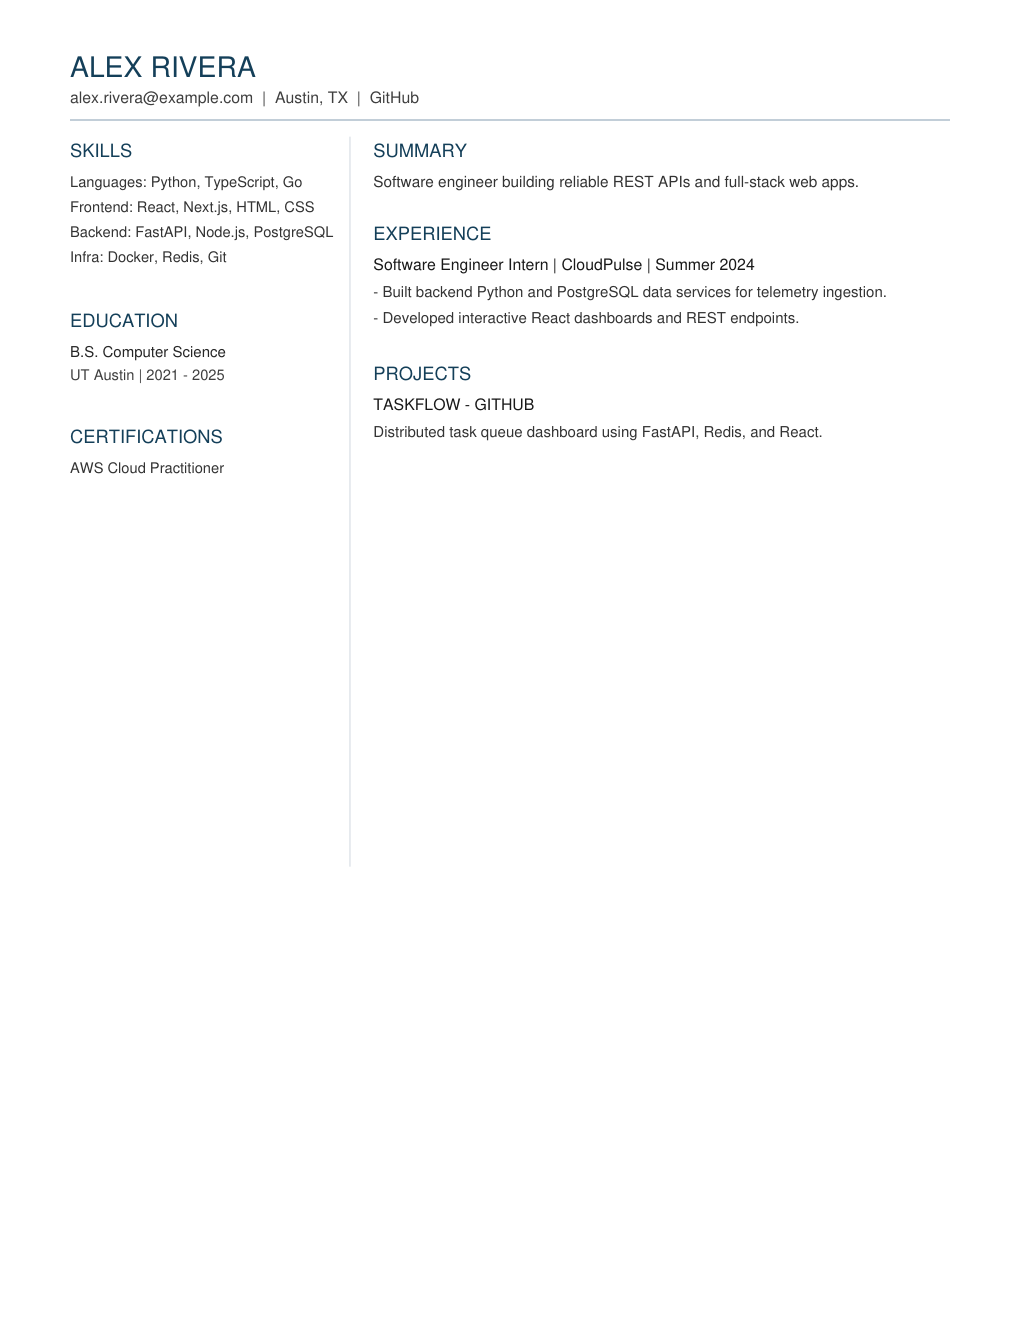 ALEX RIVERA
alex.rivera@example.com | Austin, TX | GitHub
SKILLS
Languages: Python, TypeScript, Go
Frontend: React, Next.js, HTML, CSS
Backend: FastAPI, Node.js, PostgreSQL
Infra: Docker, Redis, Git
EDUCATION
B.S. Computer Science
UT Austin | 2021 - 2025
CERTIFICATIONS
AWS Cloud Practitioner
SUMMARY
Software engineer building reliable REST APIs and full-stack web apps.
EXPERIENCE
Software Engineer Intern | CloudPulse | Summer 2024
- Built backend Python and PostgreSQL data services for telemetry ingestion.
- Developed interactive React dashboards and REST endpoints.
PROJECTS
TASKFLOW - GITHUB
Distributed task queue dashboard using FastAPI, Redis, and React.